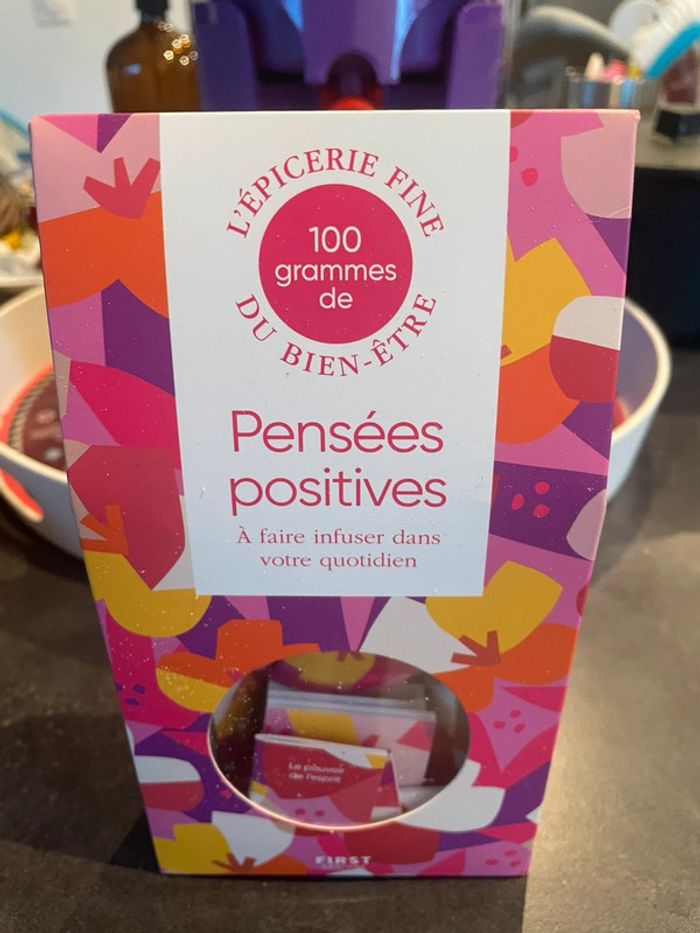 L'ÉPICERIE FINE
100
grammes
de
DU BIEN-ÊTRE
Pensées
positives
À faire infuser dans
votre quotidien
Le pouvoir
de l'esprit
FIRST